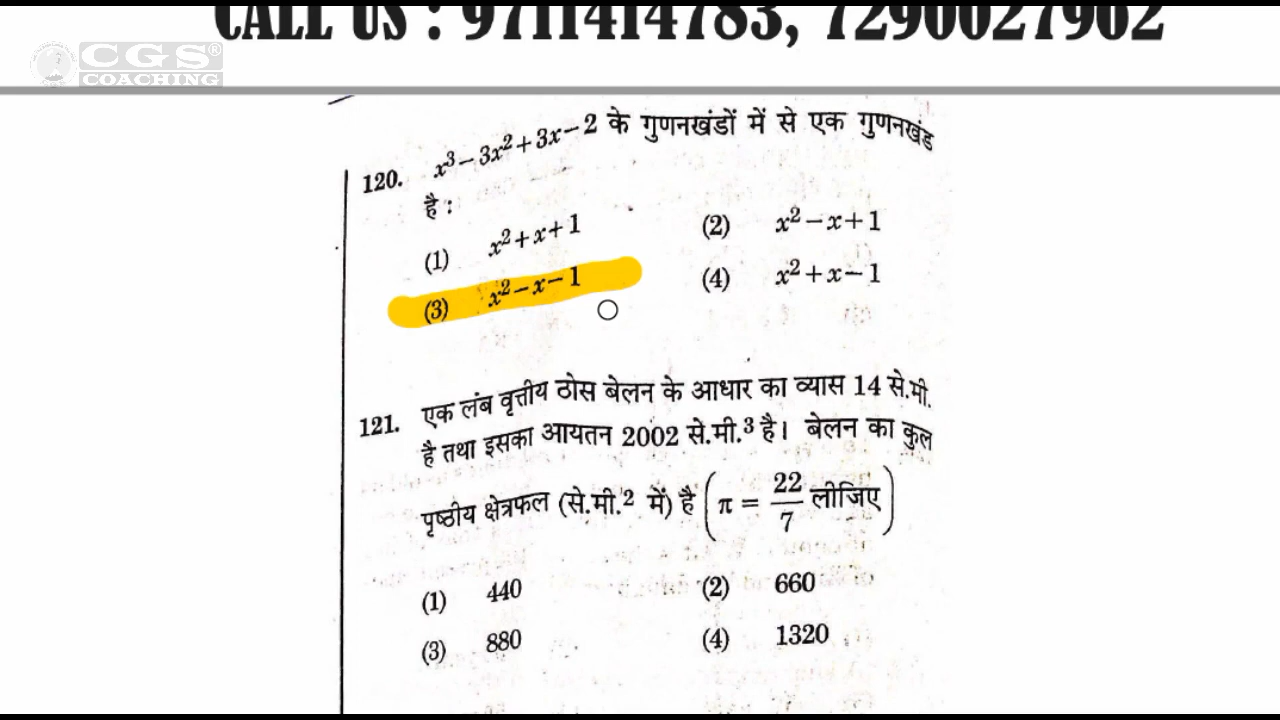 CALL US : 9711414783, 7290027902
CGS®
COACHING
120. x³ − 3x² + 3x − 2 के गुणनखंडों में से एक गुणनखंड
है :
(1) x² + x + 1 (2) x² − x + 1
(3) x² − x − 1 (4) x² + x − 1
121. एक लंब वृत्तीय ठोस बेलन के आधार का व्यास 14 से.मी.
है तथा इसका आयतन 2002 से.मी.³ है। बेलन का कुल
पृष्ठीय क्षेत्रफल (से.मी.² में) है (π = 22/7 लीजिए)
(1) 440 (2) 660
(3) 880 (4) 1320